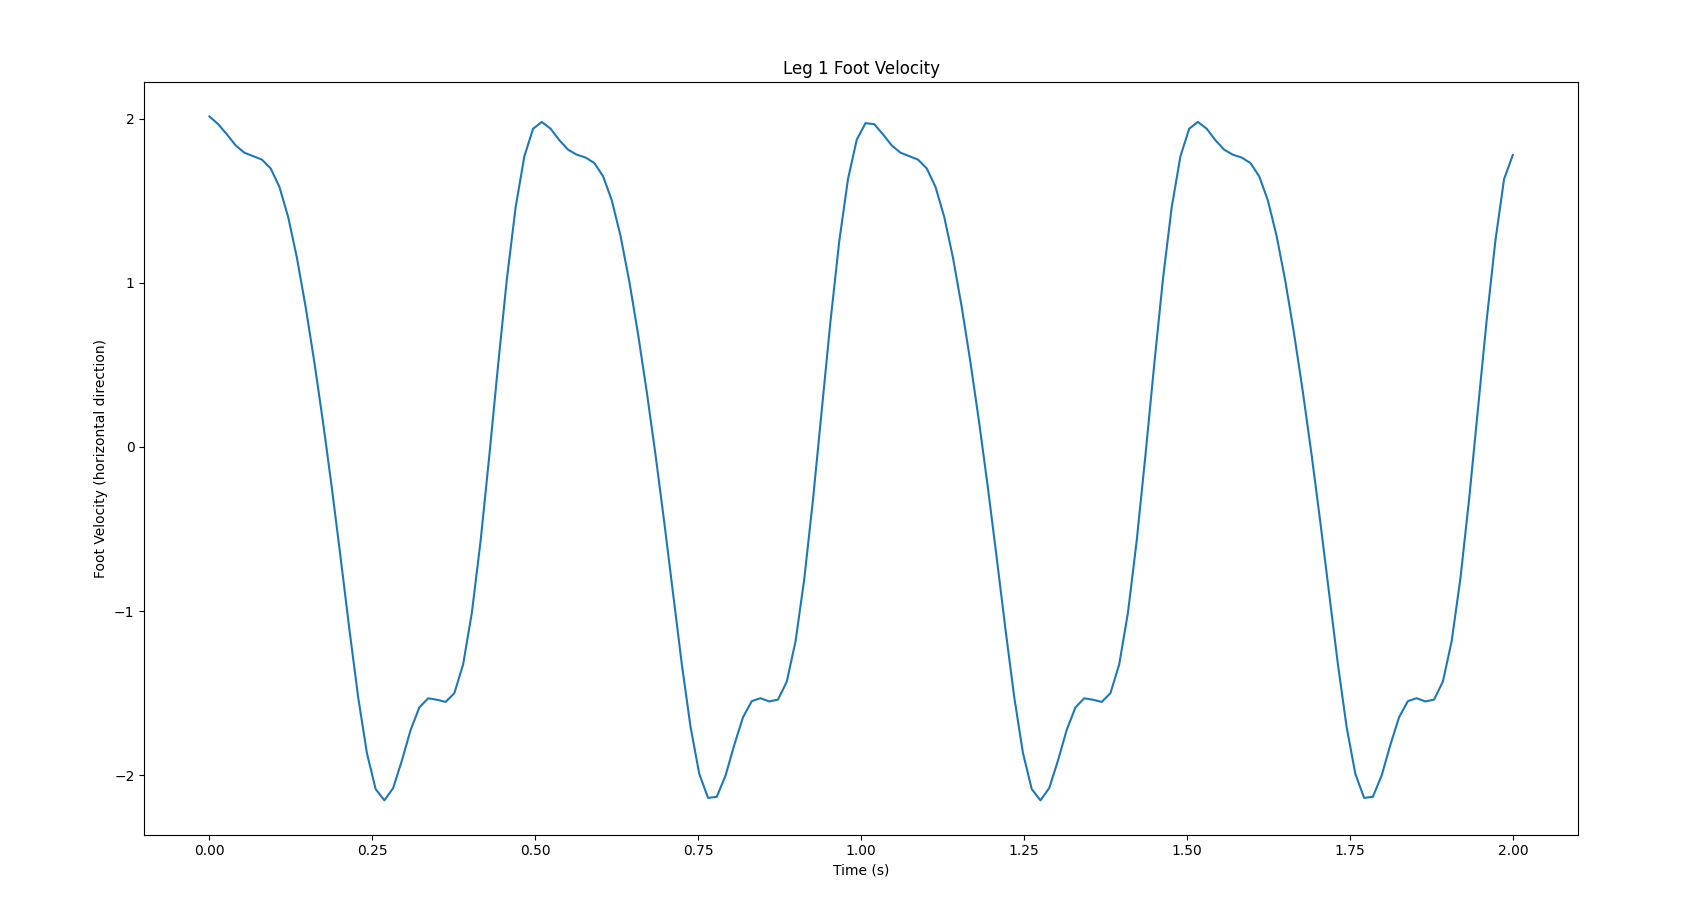 Leg 1 Foot Velocity
Foot Velocity (horizontal direction)
2
1
0
−1
−2
0.00 0.25 0.50 0.75 1.00 1.25 1.50 1.75 2.00
Time (s)